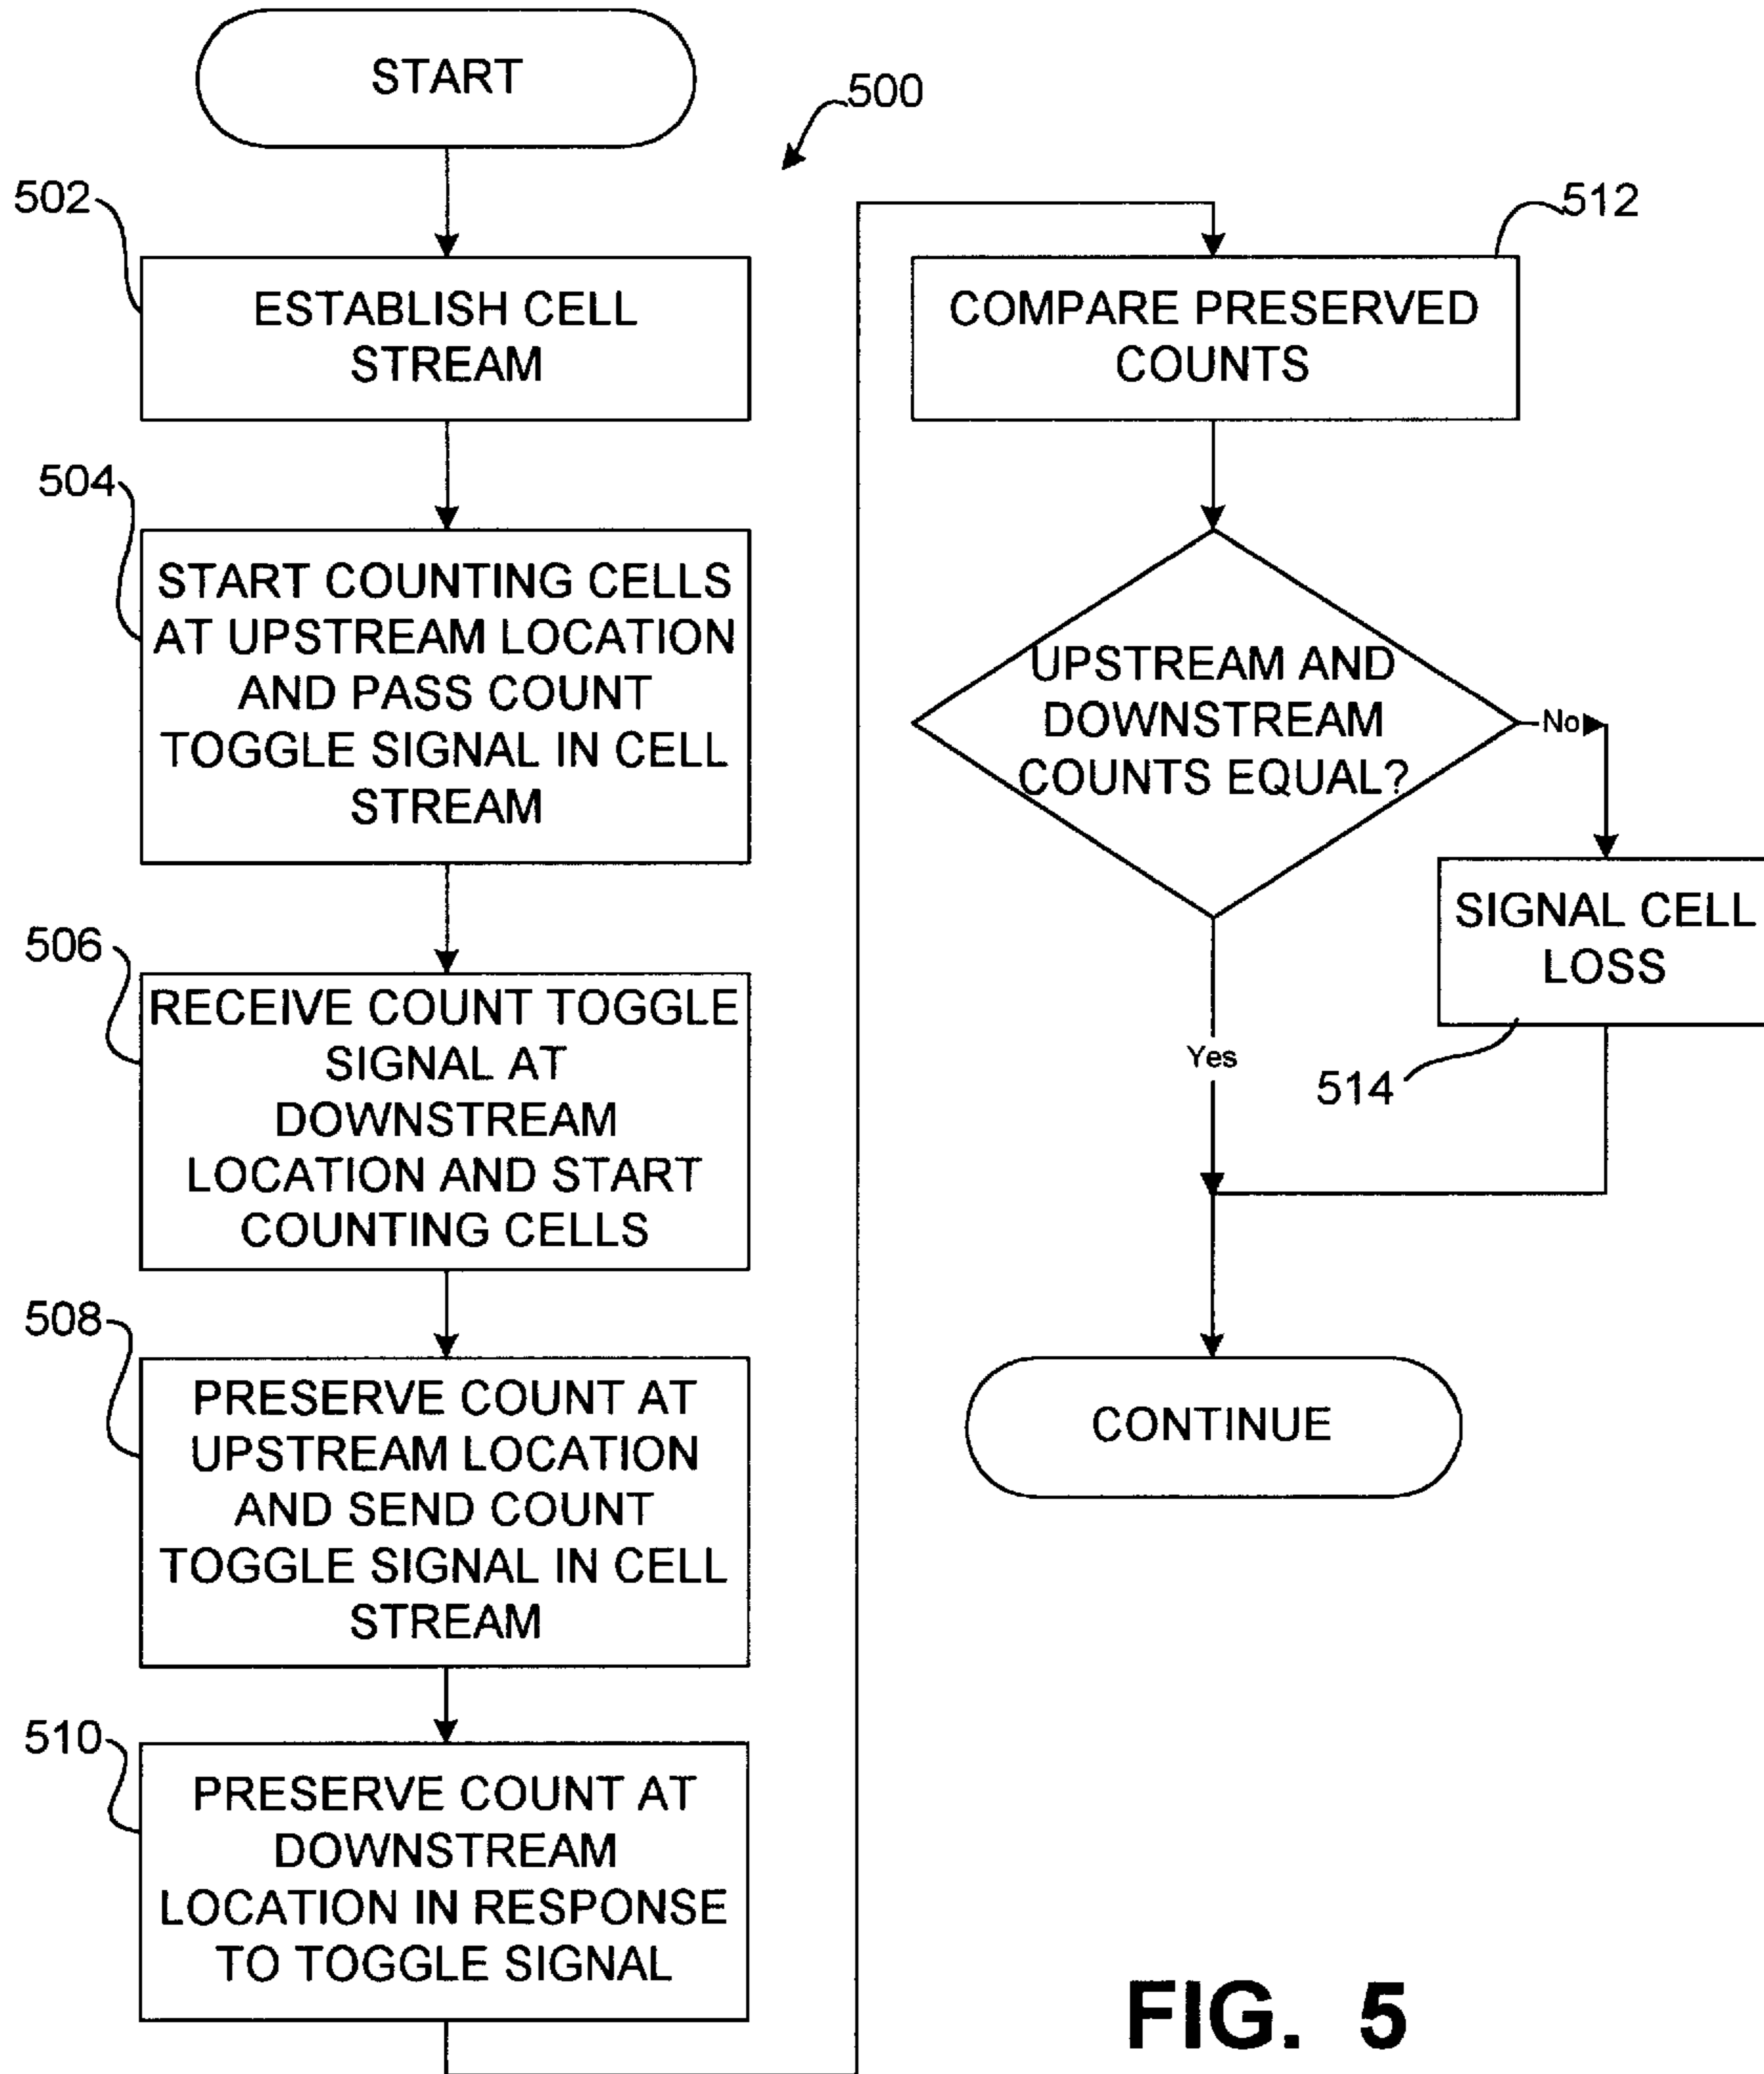 START
500
502
ESTABLISH CELL
STREAM
504
START COUNTING CELLS
AT UPSTREAM LOCATION
AND PASS COUNT
TOGGLE SIGNAL IN CELL
STREAM
506
RECEIVE COUNT TOGGLE
SIGNAL AT
DOWNSTREAM
LOCATION AND START
COUNTING CELLS
508
PRESERVE COUNT AT
UPSTREAM LOCATION
AND SEND COUNT
TOGGLE SIGNAL IN CELL
STREAM
510
PRESERVE COUNT AT
DOWNSTREAM
LOCATION IN RESPONSE
TO TOGGLE SIGNAL
512
COMPARE PRESERVED
COUNTS
UPSTREAM AND
DOWNSTREAM
COUNTS EQUAL?
No
SIGNAL CELL
LOSS
514
Yes
CONTINUE
FIG. 5